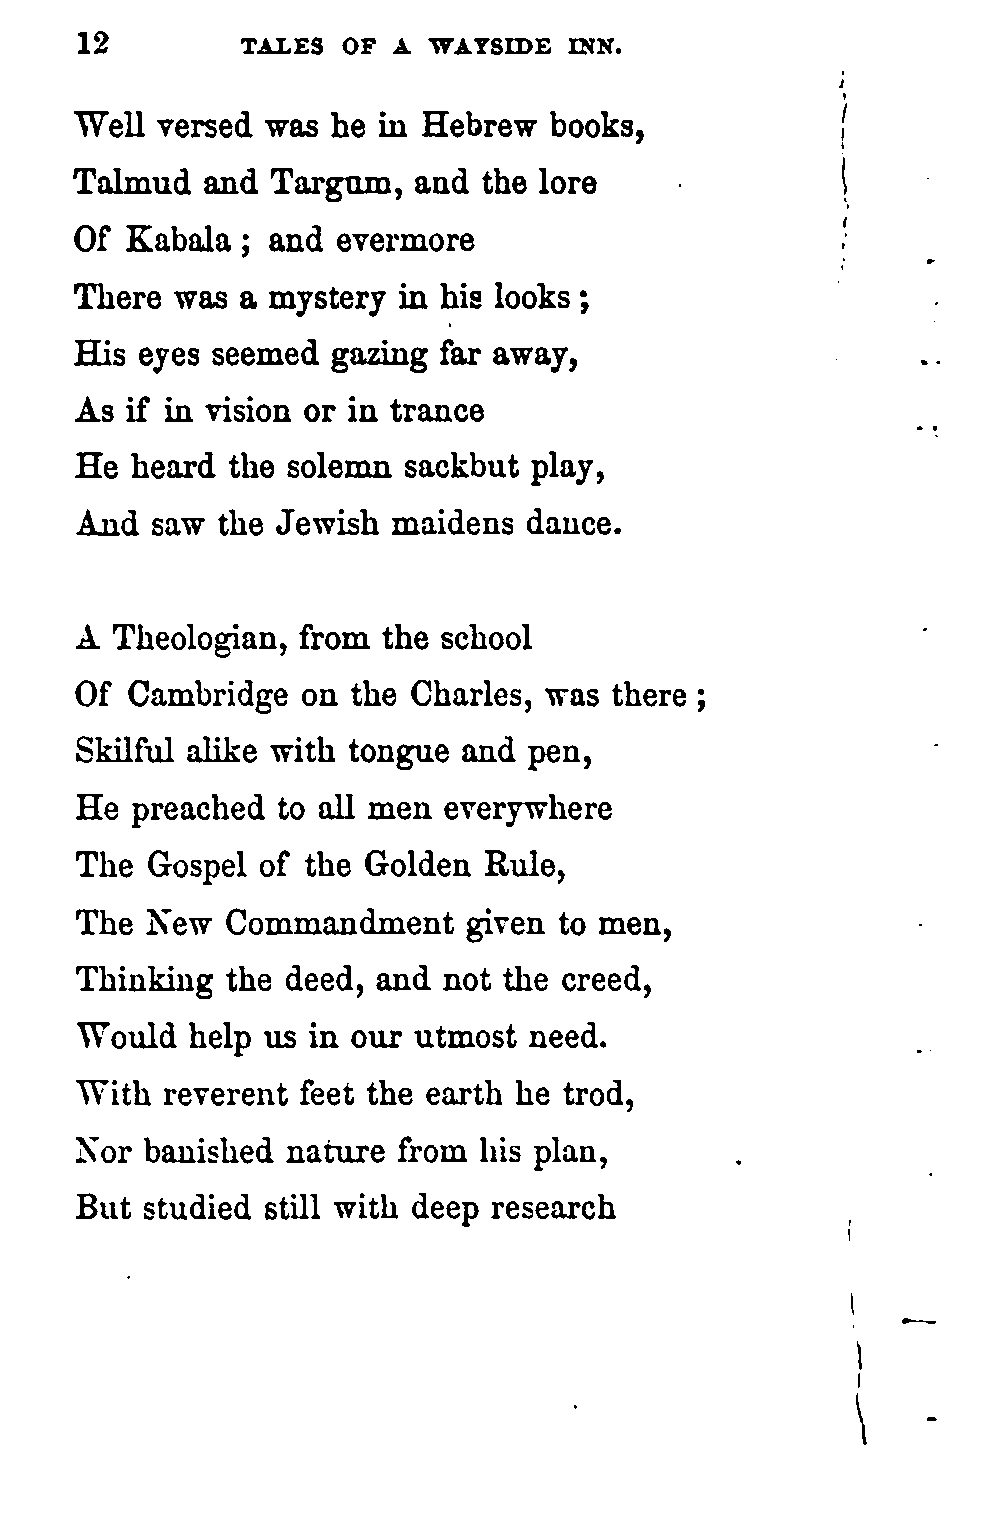 12 TALES OF A WAYSIDE INN.
Well versed was he in Hebrew books,
Talmud and Targum, and the lore
Of Kabala ; and evermore
There was a mystery in his looks ;
His eyes seemed gazing far away,
As if in vision or in trance
He heard the solemn sackbut play,
And saw the Jewish maidens dance.
A Theologian, from the school
Of Cambridge on the Charles, was there ;
Skilful alike with tongue and pen,
He preached to all men everywhere
The Gospel of the Golden Rule,
The New Commandment given to men,
Thinking the deed, and not the creed,
Would help us in our utmost need.
With reverent feet the earth he trod,
Nor banished nature from his plan,
But studied still with deep research